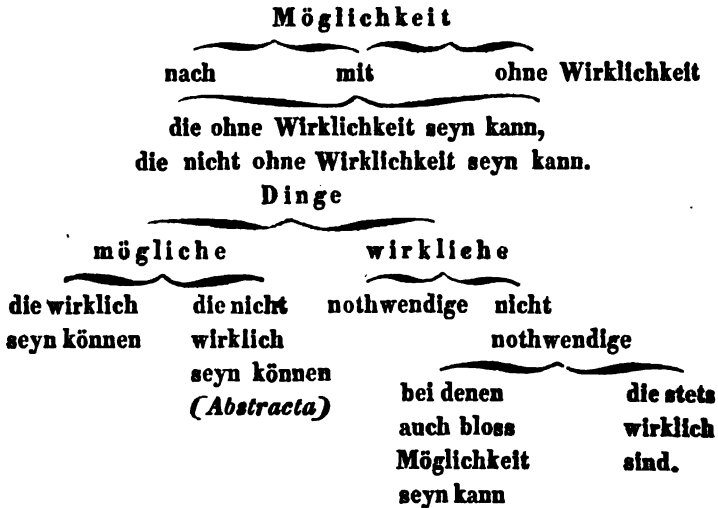 Möglichkeit
nach mit ohne Wirklichkeit
die ohne Wirklichkeit seyn kann,
die nicht ohne Wirklichkeit seyn kann.
Dinge
mögliche wirkliche
die wirklich die nicht nothwendige nicht
seyn können wirklich nothwendige
seyn können bei denen die stets
(Abstracta) auch bloss wirklich
Möglichkeit sind.
seyn kann